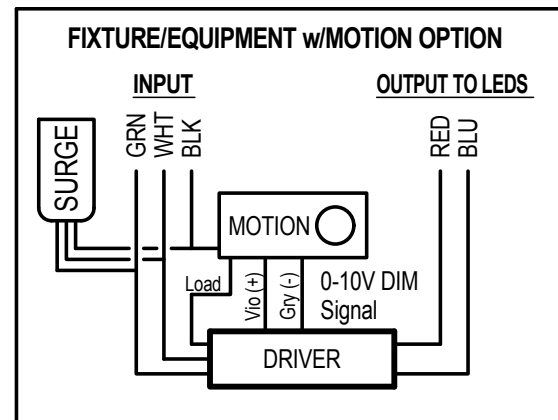 FIXTURE/EQUIPMENT w/MOTION OPTION
INPUT
OUTPUT TO LEDS
SURGE
GRN
WHT
BLK
RED
BLU
MOTION
Load
Vio (+)
Gry (-)
0-10V DIM
Signal
DRIVER